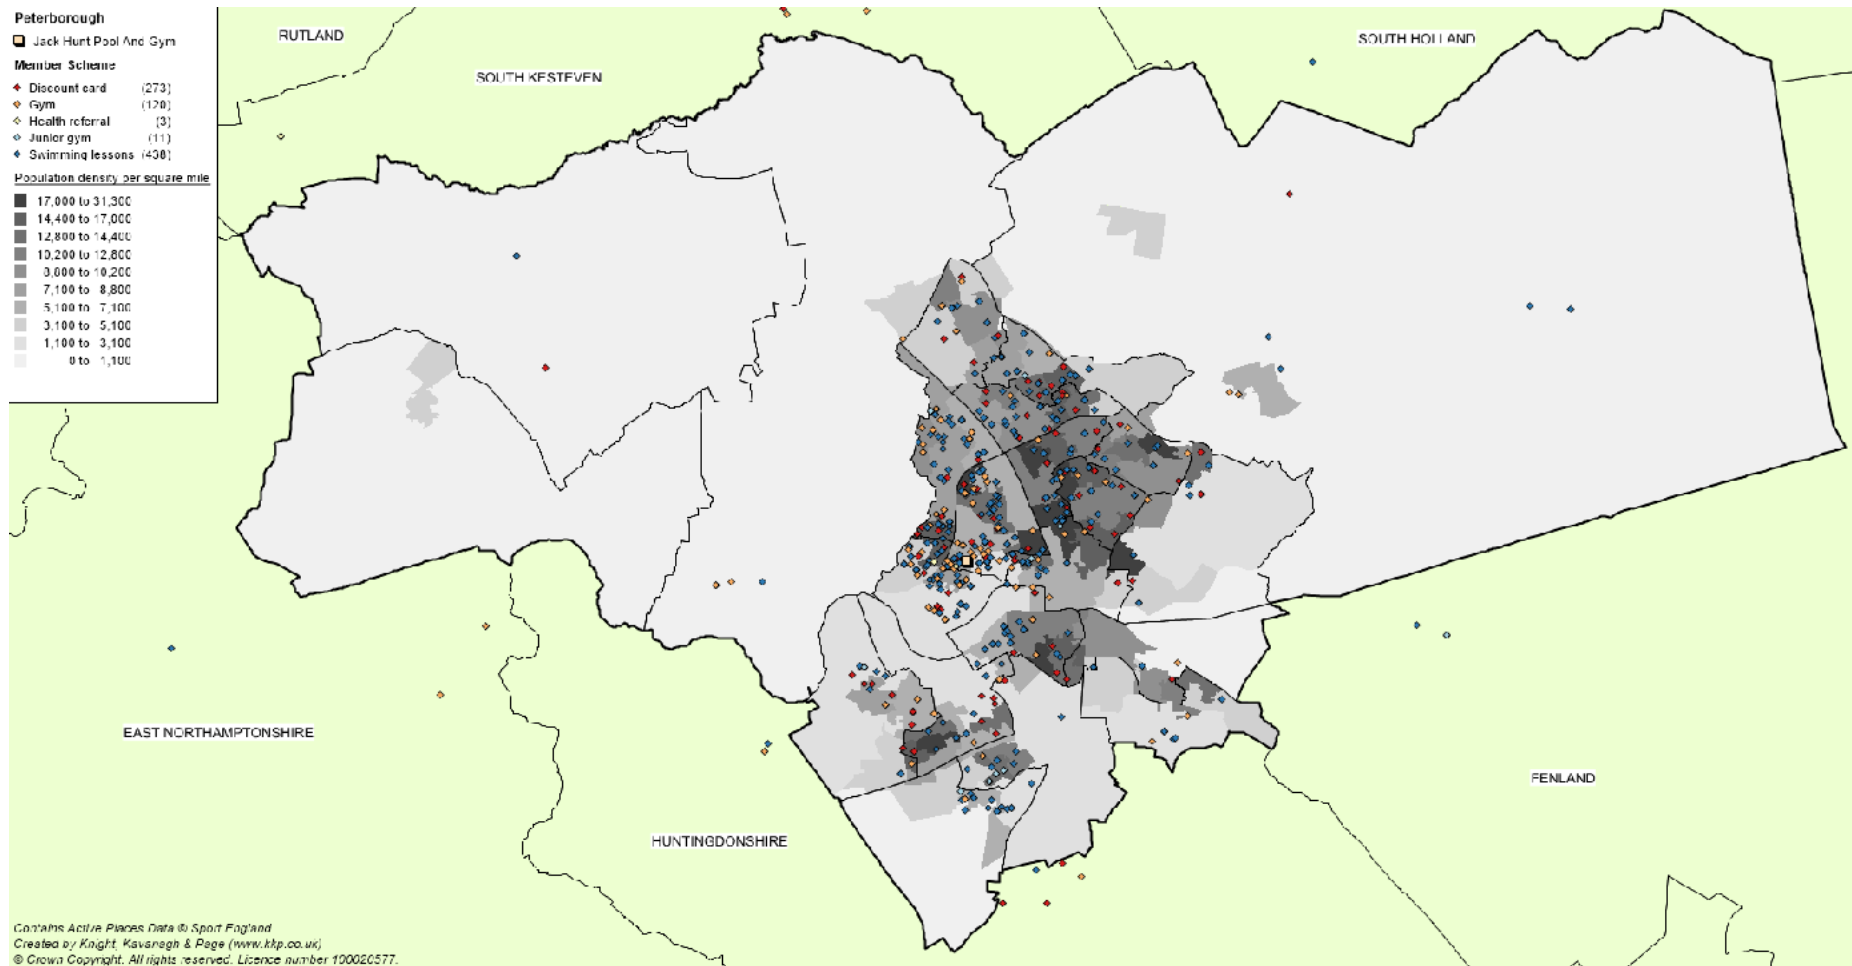 Peterborough
Jack Hunt Pool And Gym
Member Scheme
Discount card (273)
Gym (120)
Health referral (3)
Junior gym (11)
Swimming lessons (438)
Population density per square mile
17,000 to 31,300
14,400 to 17,000
12,800 to 14,400
10,200 to 12,800
8,800 to 10,200
7,100 to 8,800
5,100 to 7,100
3,100 to 5,100
1,100 to 3,100
0 to 1,100
RUTLAND
SOUTH KESTEVEN
SOUTH HOLLAND
EAST NORTHAMPTONSHIRE
HUNTINGDONSHIRE
FENLAND
Contains Active Places Data © Sport England
Created by Knight, Kavanagh & Page (www.kkp.co.uk)
© Crown Copyright. All rights reserved. Licence number 100020577.